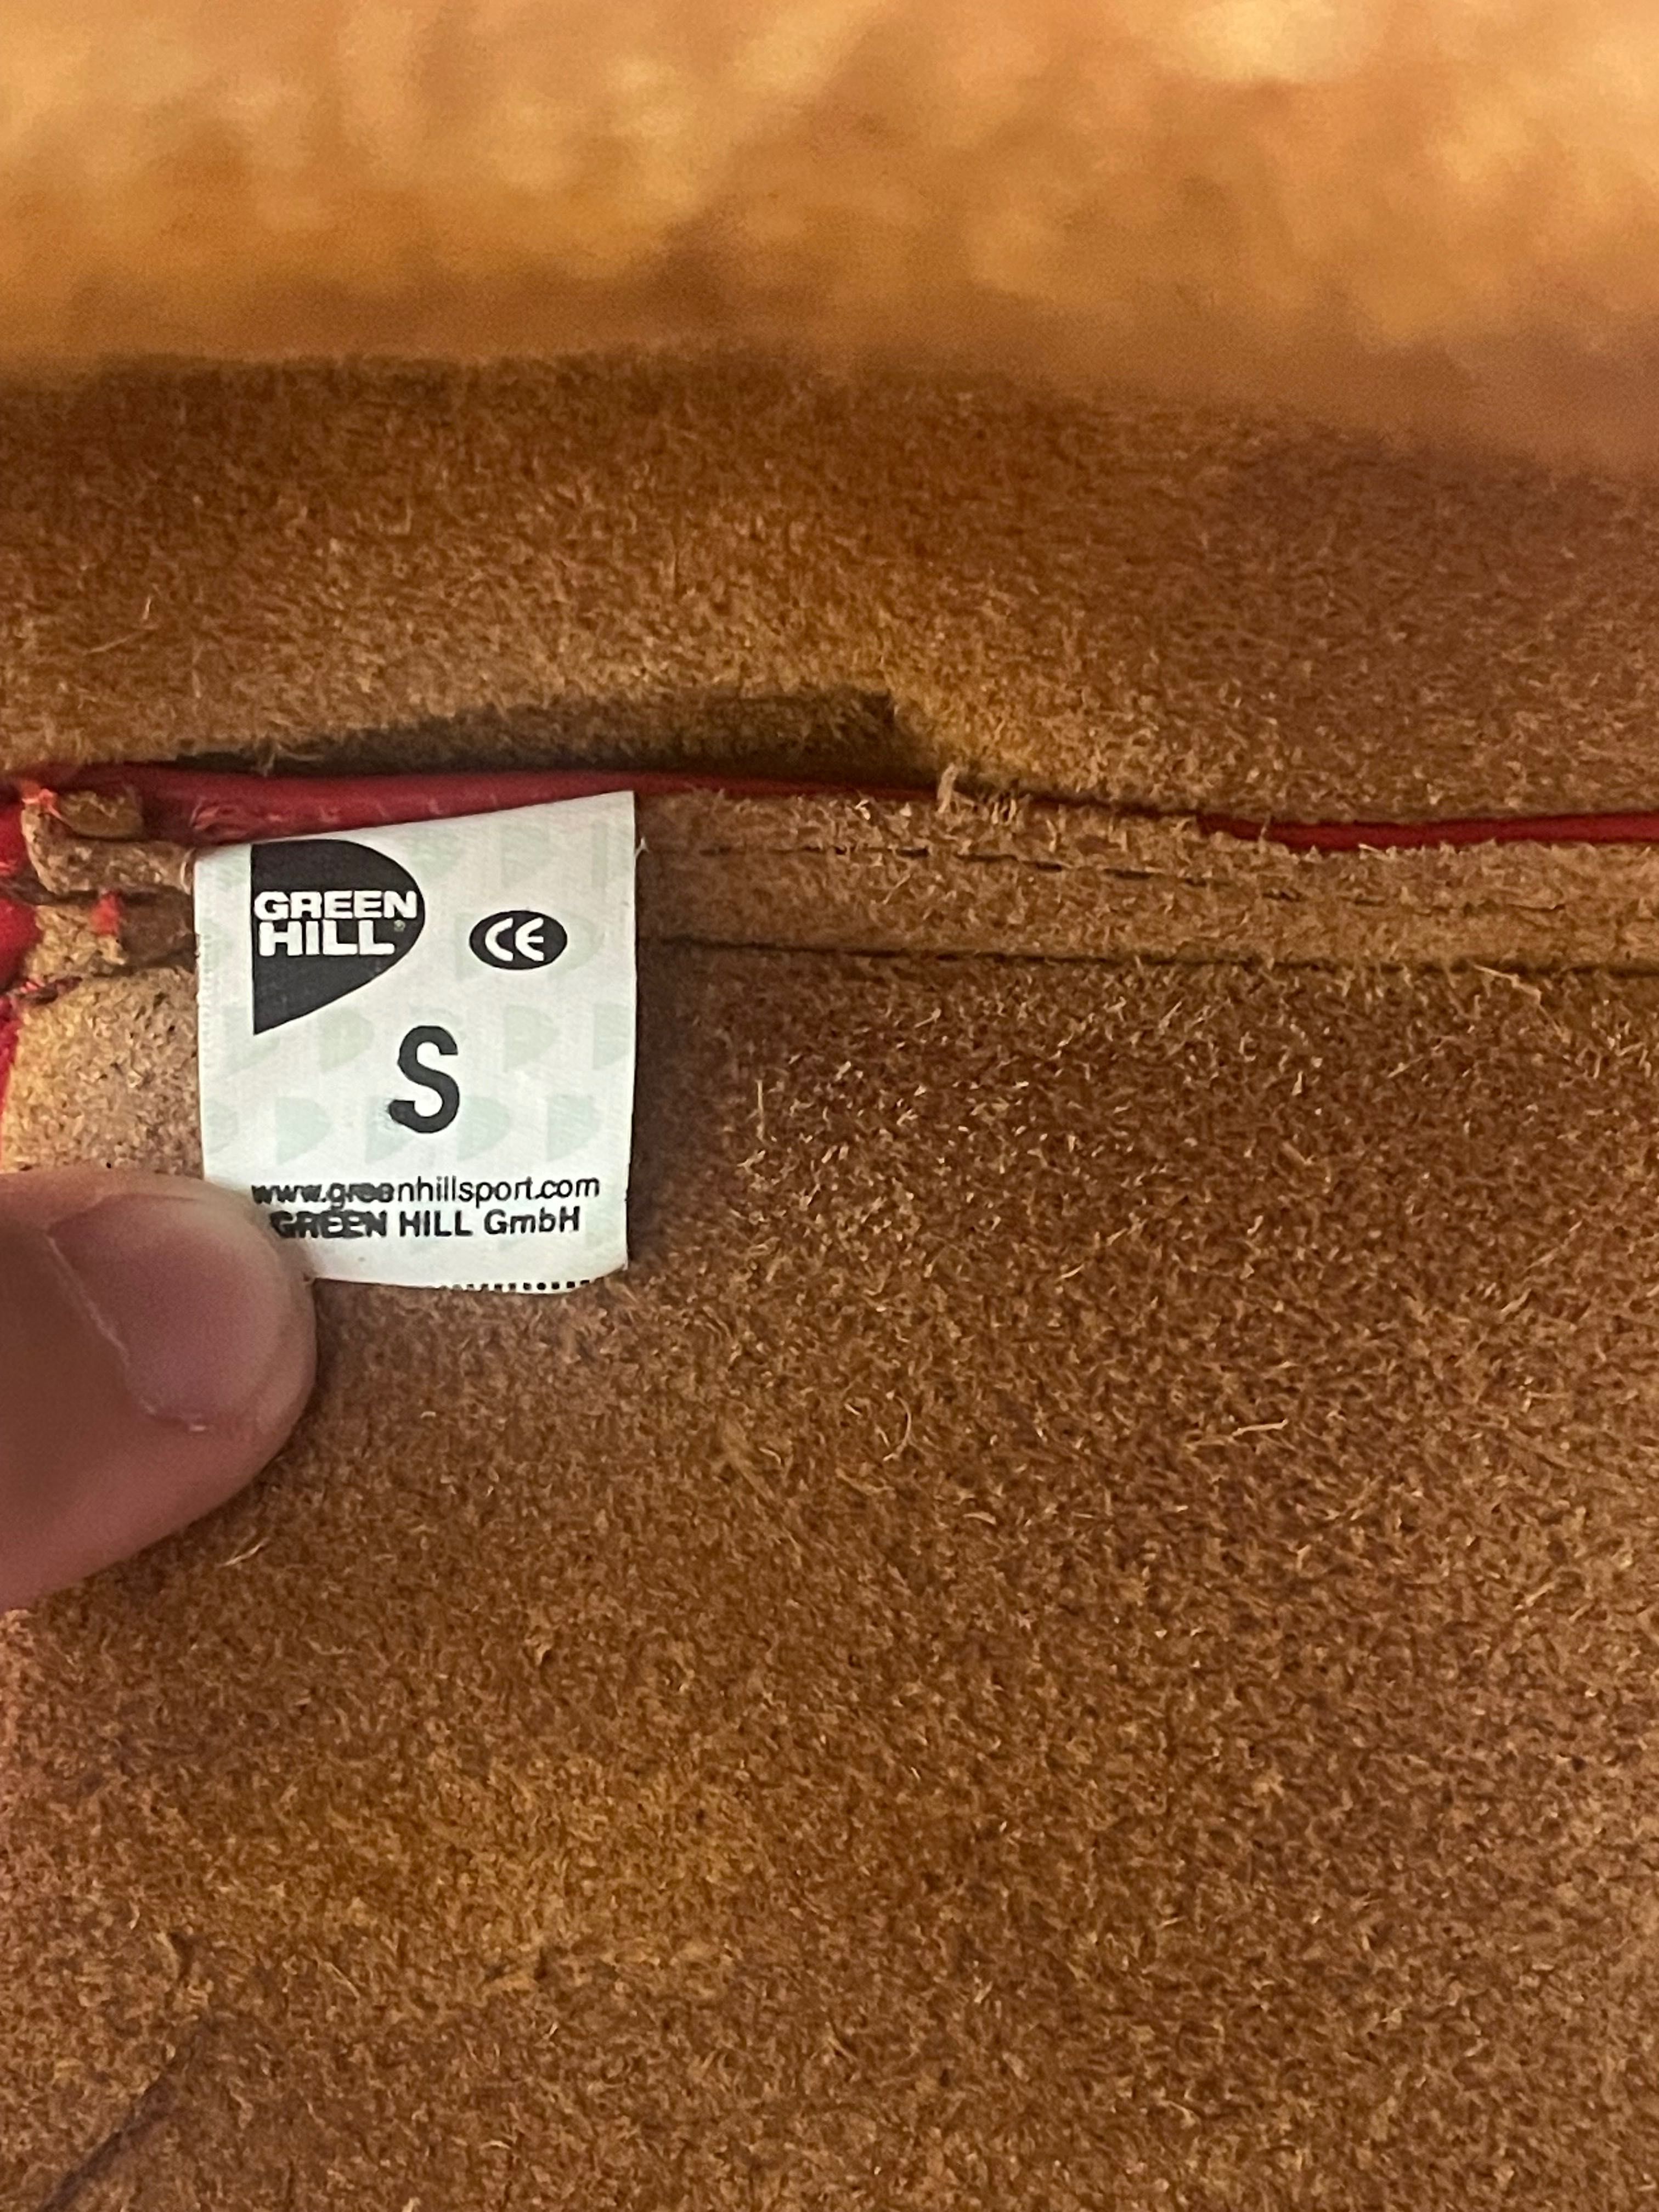 GREEN
HILL®
CE
S
www.greenhillsport.com
GREEN HILL GmbH